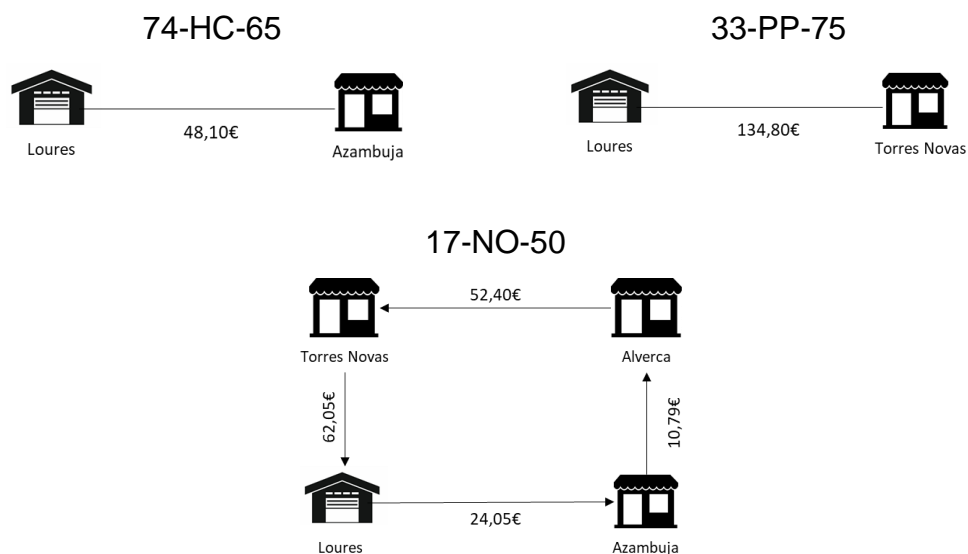 74-HC-65
33-PP-75
48,10€
134,80€
Loures
Azambuja
Loures
Torres Novas
17-NO-50
52,40€
Torres Novas
Alverca
62,05€
10,79€
24,05€
Loures
Azambuja